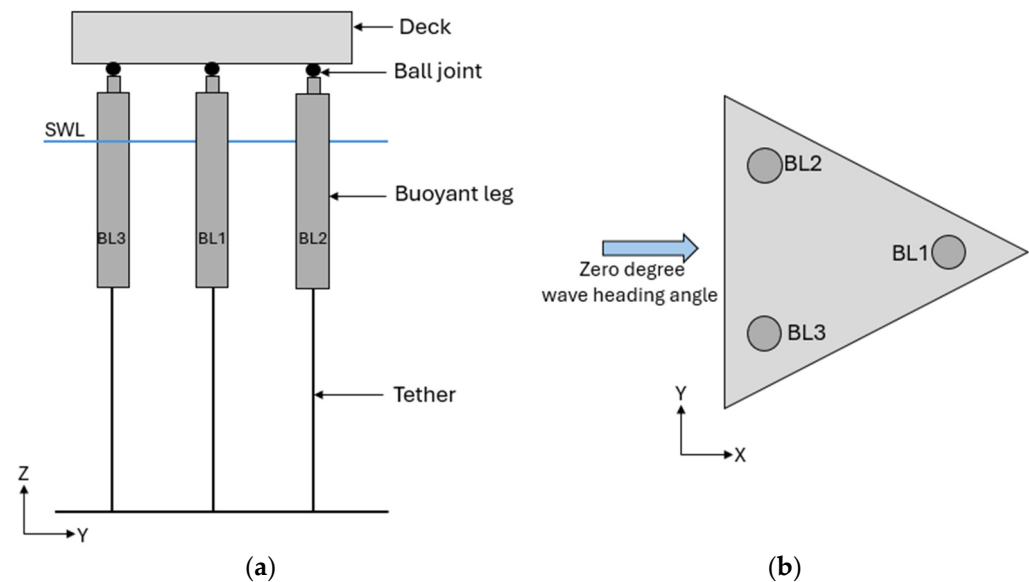 Deck
Ball joint
SWL
Buoyant leg
BL3
BL1
BL2
Tether
Z
Y
(a)
BL2
BL1
Zero degree
wave heading angle
BL3
Y
X
(b)